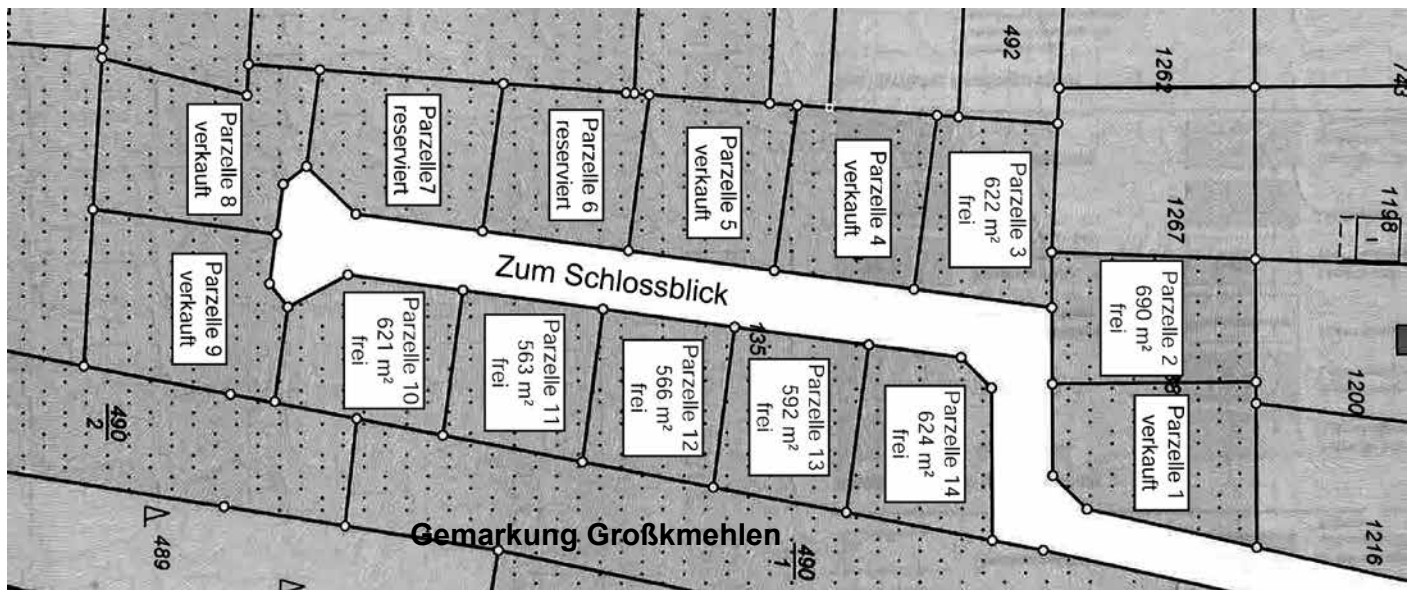 492
1262
743
Parzelle 8
verkauft
Parzelle7
reserviert
Parzelle 6
reserviert
Parzelle 5
verkauft
Parzelle 4
verkauft
Parzelle 3
622 m²
frei
1267
1198
Parzelle 9
verkauft
Zum Schlossblick
Parzelle 2
690 m²
frei
Parzelle 10
621 m²
frei
Parzelle 11
563 m²
frei
Parzelle 12
566 m²
frei
735
Parzelle 13
592 m²
frei
Parzelle 14
624 m²
frei
Parzelle 1
verkauft
1200
490
2
489
Gemarkung Großkmehlen
490
1
1216